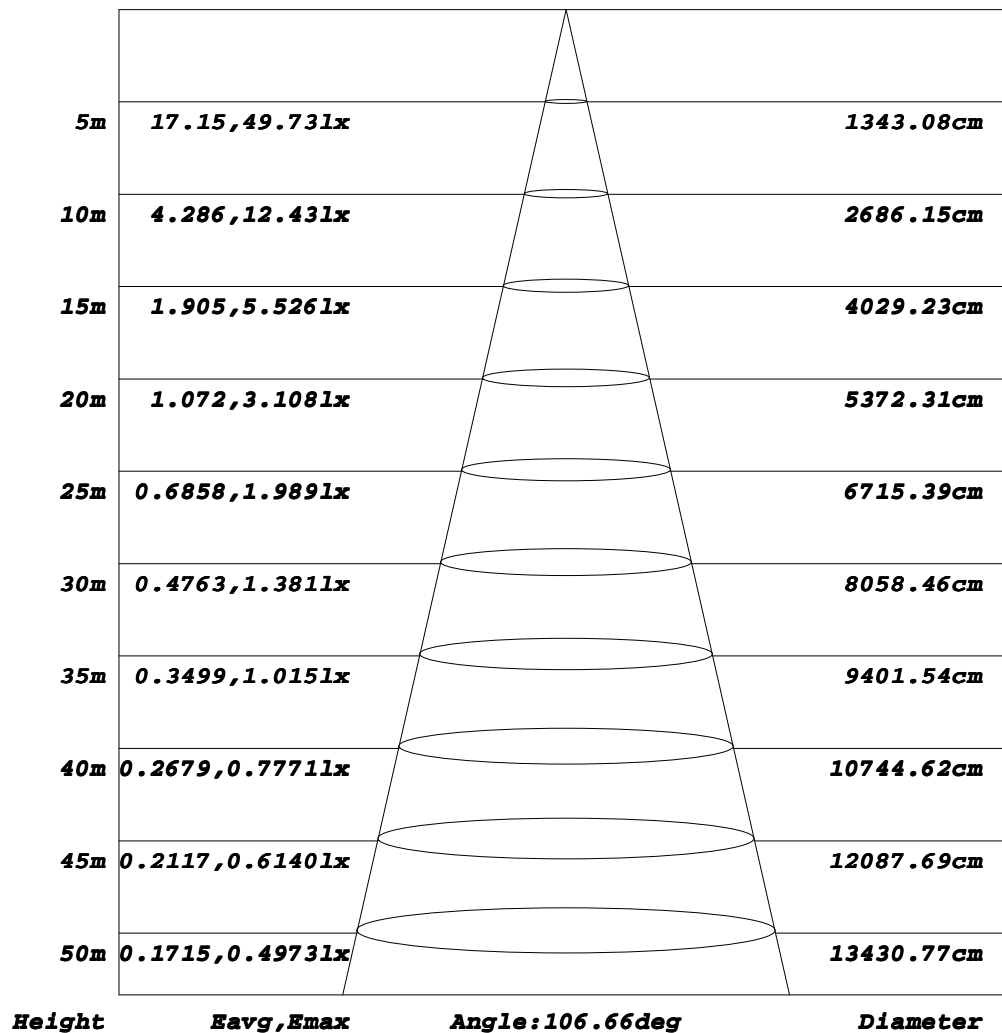 5m 17.15,49.73lx 1343.08cm
10m 4.286,12.43lx 2686.15cm
15m 1.905,5.526lx 4029.23cm
20m 1.072,3.108lx 5372.31cm
25m 0.6858,1.989lx 6715.39cm
30m 0.4763,1.381lx 8058.46cm
35m 0.3499,1.015lx 9401.54cm
40m 0.2679,0.7771lx 10744.62cm
45m 0.2117,0.6140lx 12087.69cm
50m 0.1715,0.4973lx 13430.77cm
Height Eavg,Emax Angle:106.66deg Diameter